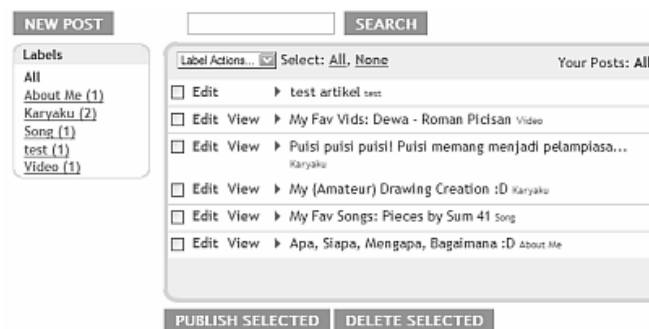 NEW POST SEARCH
Labels
All
About Me (1)
Karyaku (2)
Song (1)
test (1)
Video (1)
Label Actions... Select: All, None Your Posts: All
Edit test artikel test
Edit View My Fav Vids: Dewa - Roman Picisan Video
Edit View Puisi puisi puisi! Puisi memang menjadi pelampiasa...
Karyaku
Edit View My (Amateur) Drawing Creation :D Karyaku
Edit View My Fav Songs: Pieces by Sum 41 Song
Edit View Apa, Siapa, Mengapa, Bagaimana :D About Me
PUBLISH SELECTED DELETE SELECTED